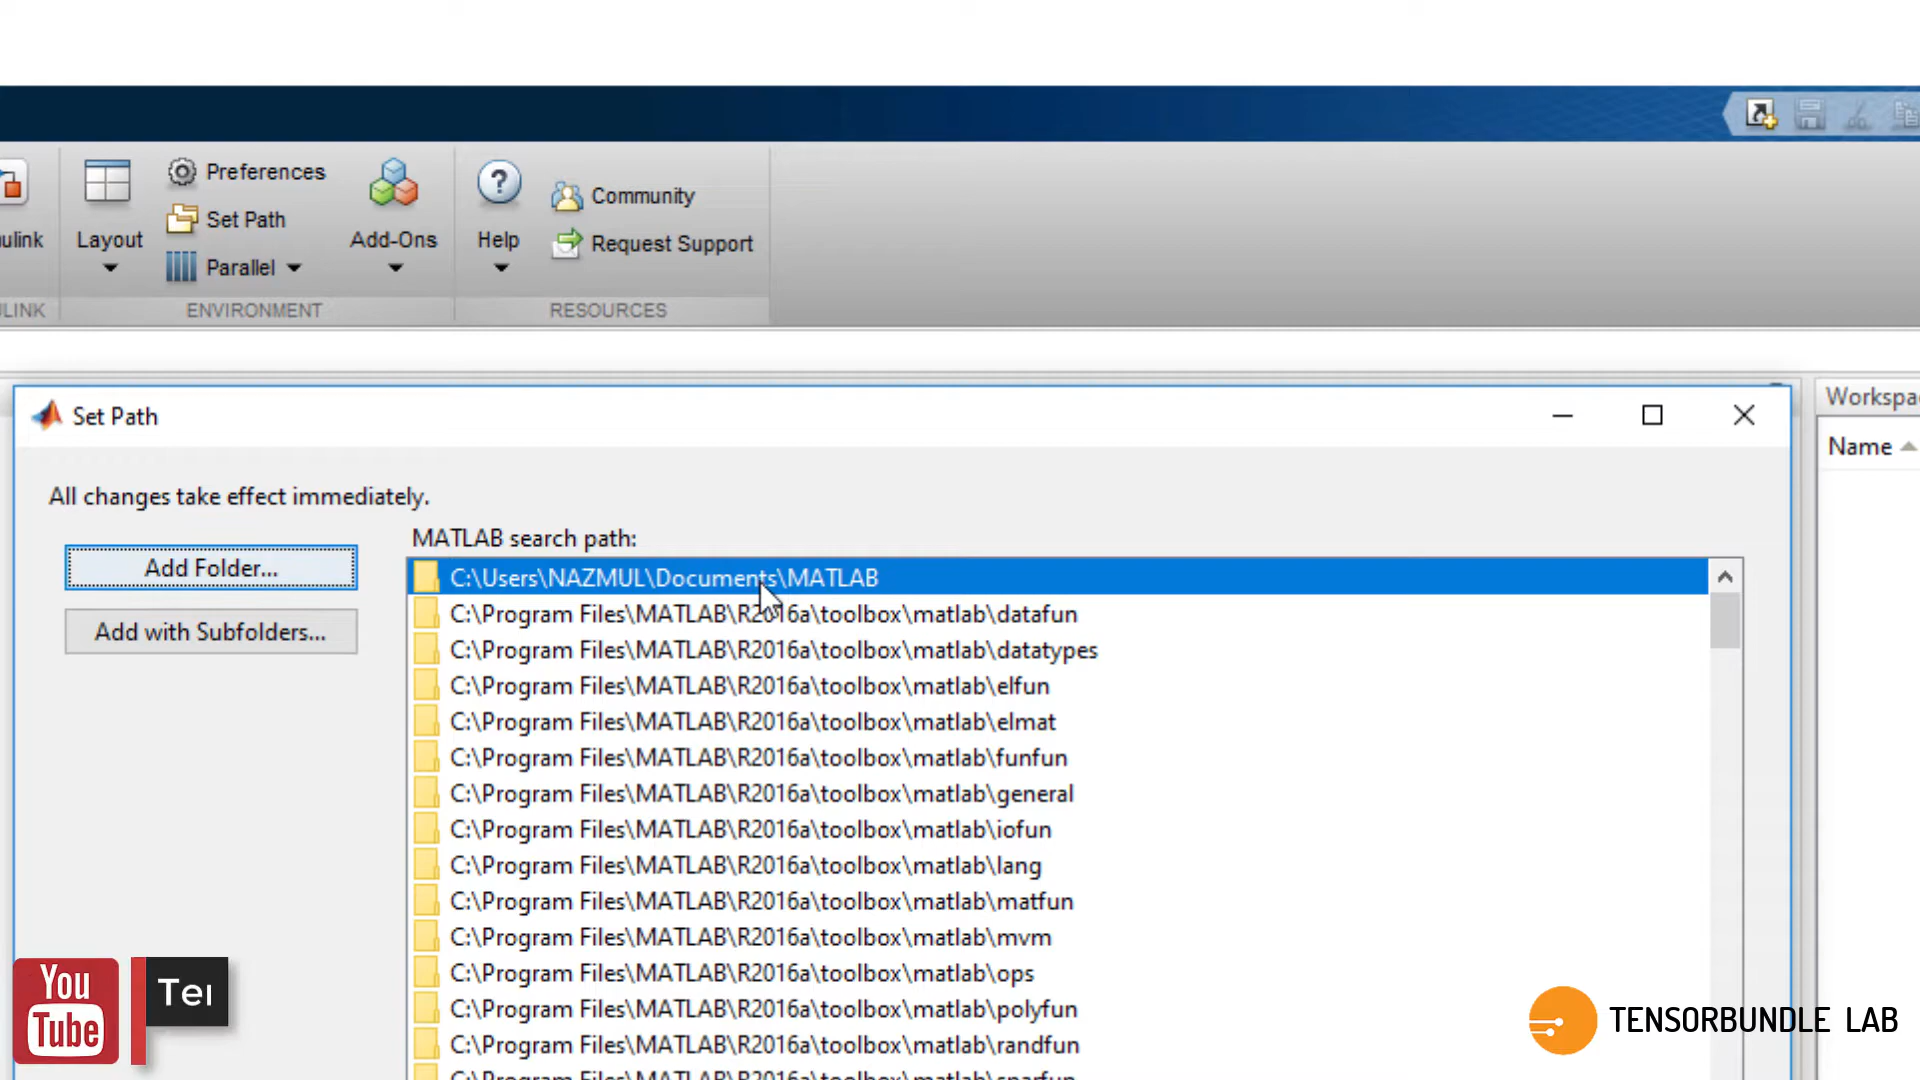 ulink
Layout
Preferences
Set Path
Parallel
Add-Ons
Help
Community
Request Support
ENVIRONMENT
RESOURCES
Set Path
Name
All changes take effect immediately.
MATLAB search path:
Add Folder...
Add with Subfolders...
C:\Users\NAZMUL\Documents\MATLAB
C:\Program Files\MATLAB\R2016a\toolbox\matlab\datafun
C:\Program Files\MATLAB\R2016a\toolbox\matlab\datatypes
C:\Program Files\MATLAB\R2016a\toolbox\matlab\elfun
C:\Program Files\MATLAB\R2016a\toolbox\matlab\elmat
C:\Program Files\MATLAB\R2016a\toolbox\matlab\funfun
C:\Program Files\MATLAB\R2016a\toolbox\matlab\general
C:\Program Files\MATLAB\R2016a\toolbox\matlab\iofun
C:\Program Files\MATLAB\R2016a\toolbox\matlab\lang
C:\Program Files\MATLAB\R2016a\toolbox\matlab\matfun
C:\Program Files\MATLAB\R2016a\toolbox\matlab\mvm
C:\Program Files\MATLAB\R2016a\toolbox\matlab\ops
C:\Program Files\MATLAB\R2016a\toolbox\matlab\polyfun
C:\Program Files\MATLAB\R2016a\toolbox\matlab\randfun
You
Tube
TENSORBUNDLE LAB